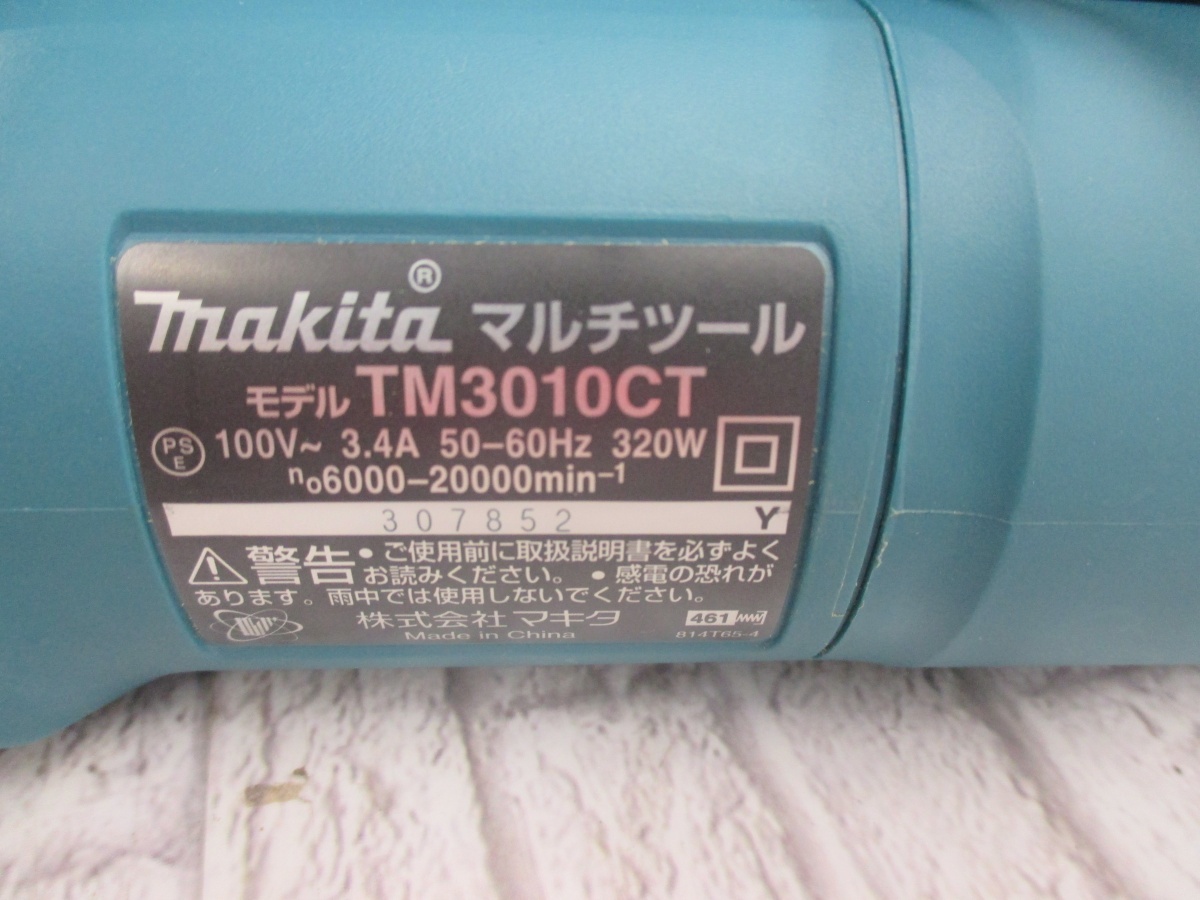 makita® マルチツール
モデル TM3010CT
PSE 100V~ 3.4A 50-60Hz 320W
no6000-20000min-1
307852 Y
警告 • ご使用前に取扱説明書を必ずよく
お読みください。 • 感電の恐れが
あります。雨中では使用しないでください。
株式会社 マキタ 461
Made in China 814T65-4